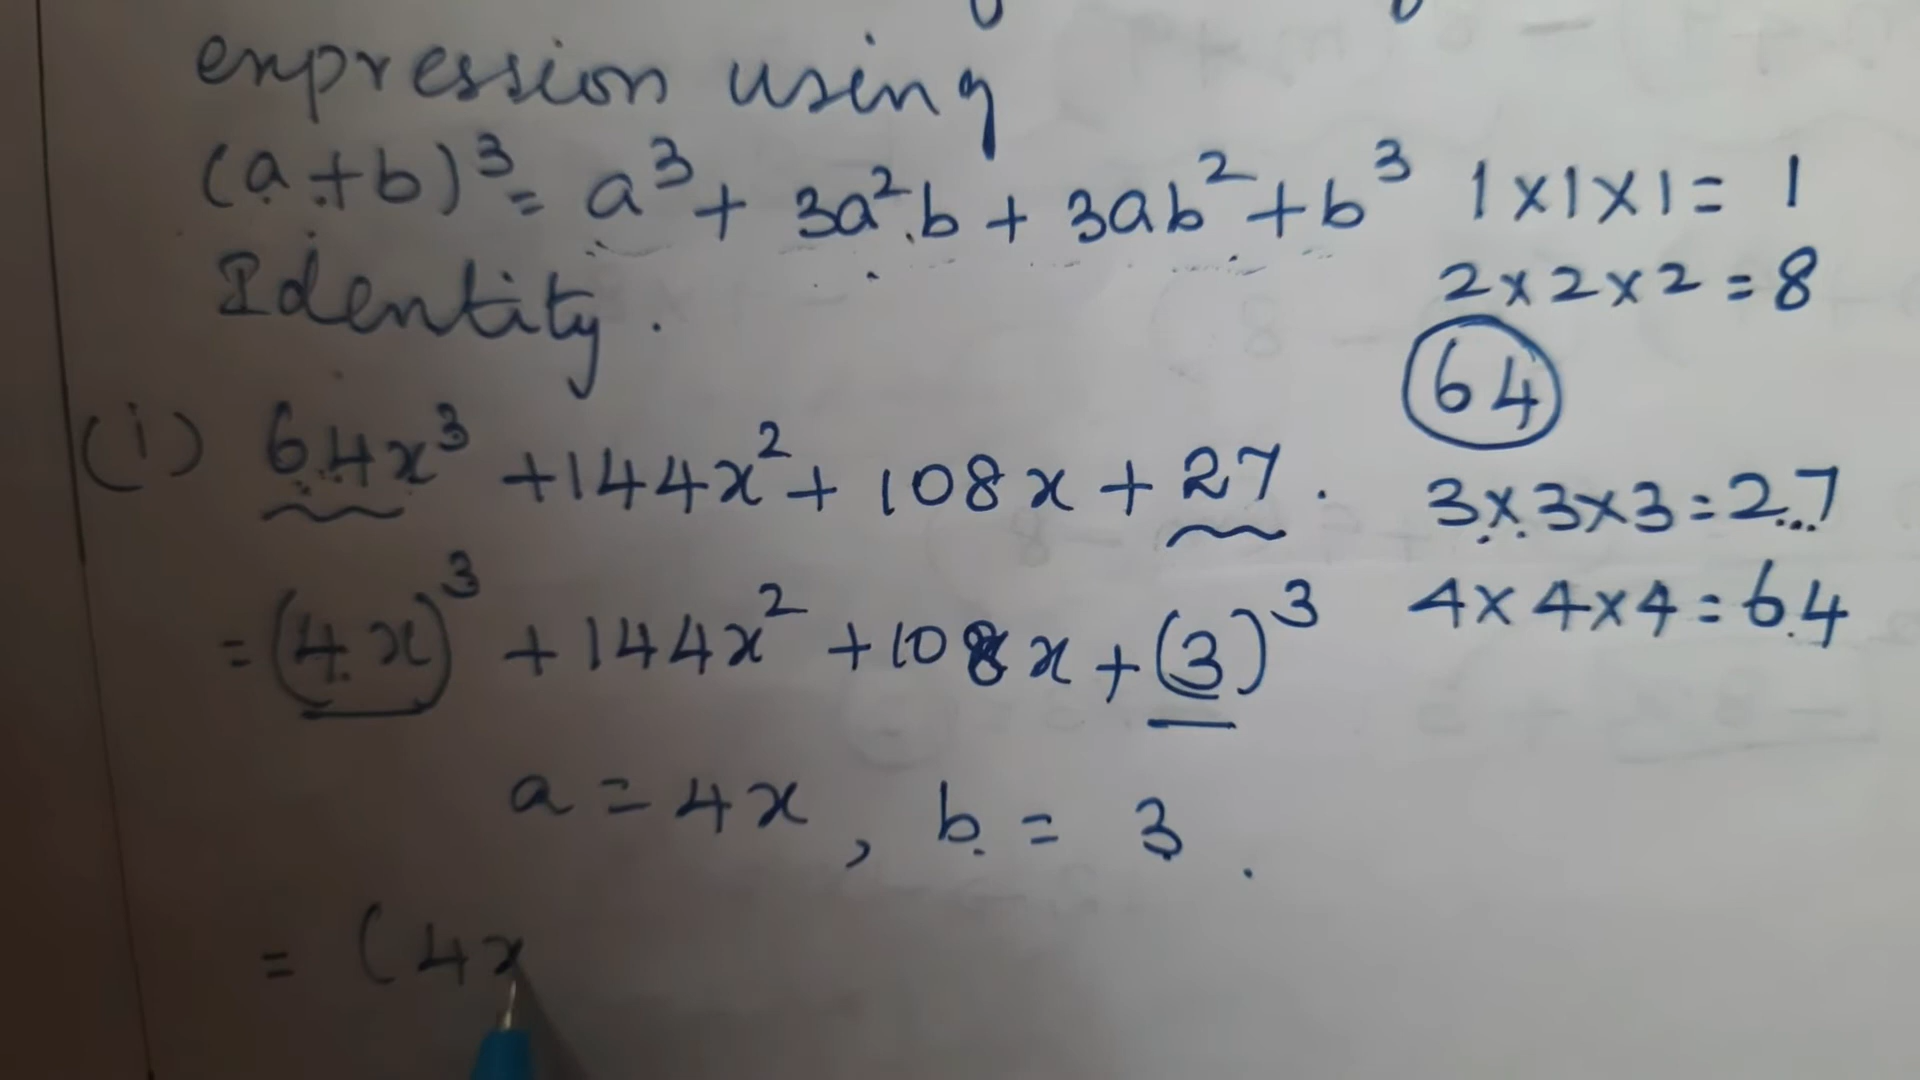 expression using
(a+b)³= a³+ 3a²b + 3ab²+b³
Identity.
(i) 64x³ +144x²+ 108x + 27.
=(4x)³ +144x² +108x+(3)³
a = 4x, b = 3.
= (4x
1×1×1= 1
2×2×2=8
64
3×3×3=27
4×4×4=64